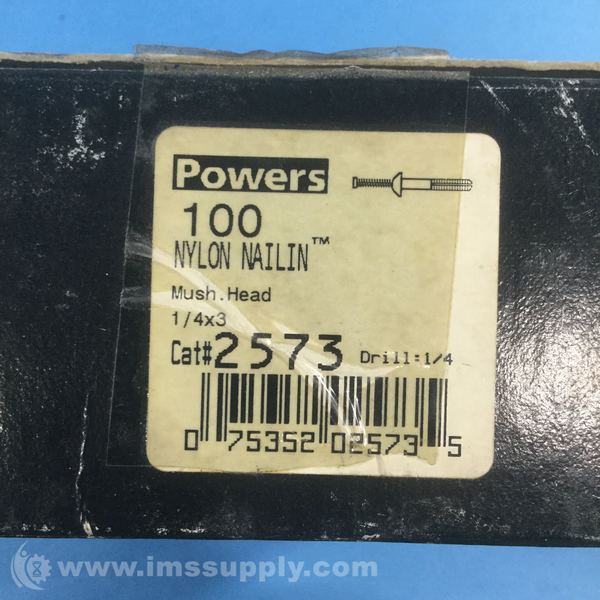 Powers
100
NYLON NAILIN™
Mush.Head
1/4x3
Cat#2573 Drill:1/4
0 75352 02573 5
www.imssupply.com